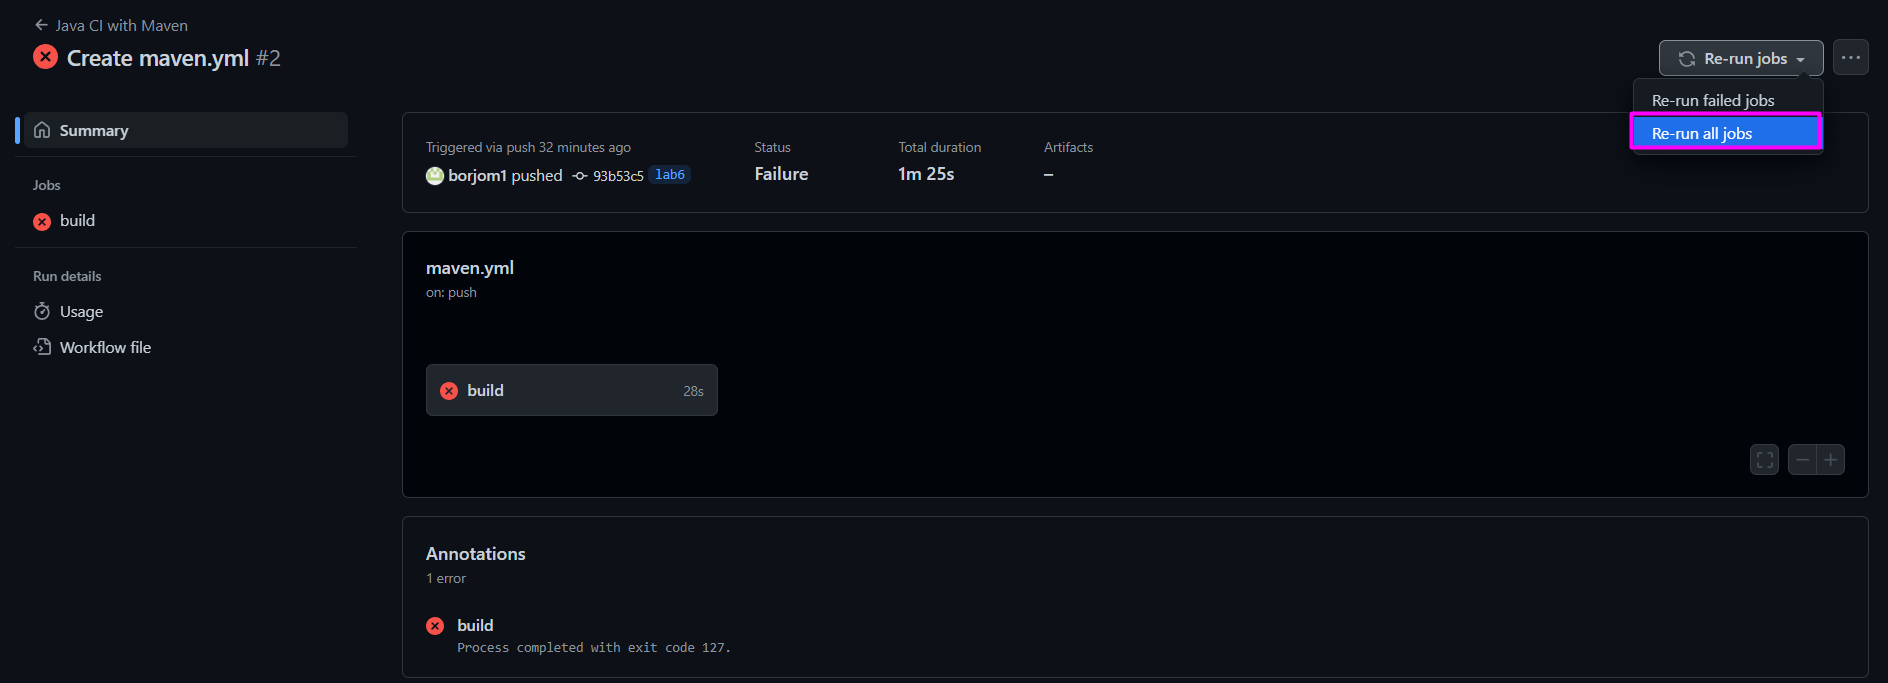 Java CI with Maven
Create maven.yml #2
Re-run jobs
Re-run failed jobs
Re-run all jobs
Summary
Jobs
build
Run details
Usage
Workflow file
Triggered via push 32 minutes ago
borjom1 pushed 93b53c5 lab6
Status
Failure
Total duration
1m 25s
Artifacts
–
maven.yml
on: push
build 28s
Annotations
1 error
build
Process completed with exit code 127.